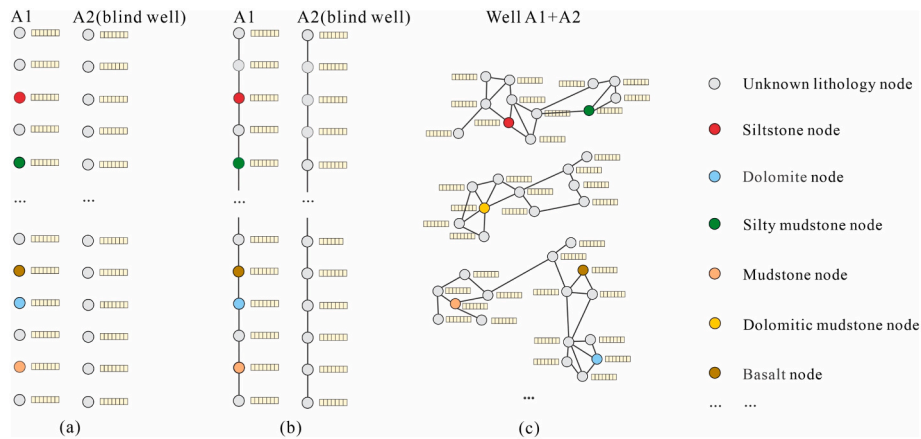 A1 A2(blind well) A1 A2(blind well) Well A1+A2
Unknown lithology node
Siltstone node
Dolomite node
Silty mudstone node
Mudstone node
Dolomitic mudstone node
Basalt node
... ...
... ... ... ...
...
(a) (b) (c)